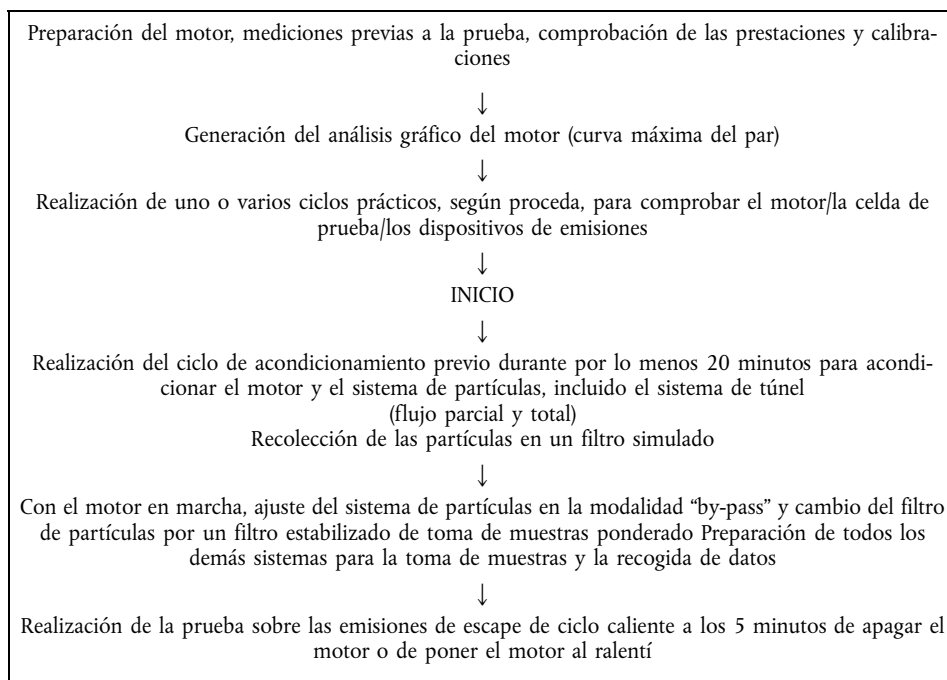 Preparación del motor, mediciones previas a la prueba, comprobación de las prestaciones y calibra-
ciones
↓
Generación del análisis gráfico del motor (curva máxima del par)
↓
Realización de uno o varios ciclos prácticos, según proceda, para comprobar el motor/la celda de
prueba/los dispositivos de emisiones
↓
INICIO
↓
Realización del ciclo de acondicionamiento previo durante por lo menos 20 minutos para acondi-
cionar el motor y el sistema de partículas, incluido el sistema de túnel
(flujo parcial y total)
Recolección de las partículas en un filtro simulado
↓
Con el motor en marcha, ajuste del sistema de partículas en la modalidad “by-pass” y cambio del filtro
de partículas por un filtro estabilizado de toma de muestras ponderado Preparación de todos los
demás sistemas para la toma de muestras y la recogida de datos
↓
Realización de la prueba sobre las emisiones de escape de ciclo caliente a los 5 minutos de apagar el
motor o de poner el motor al ralentí